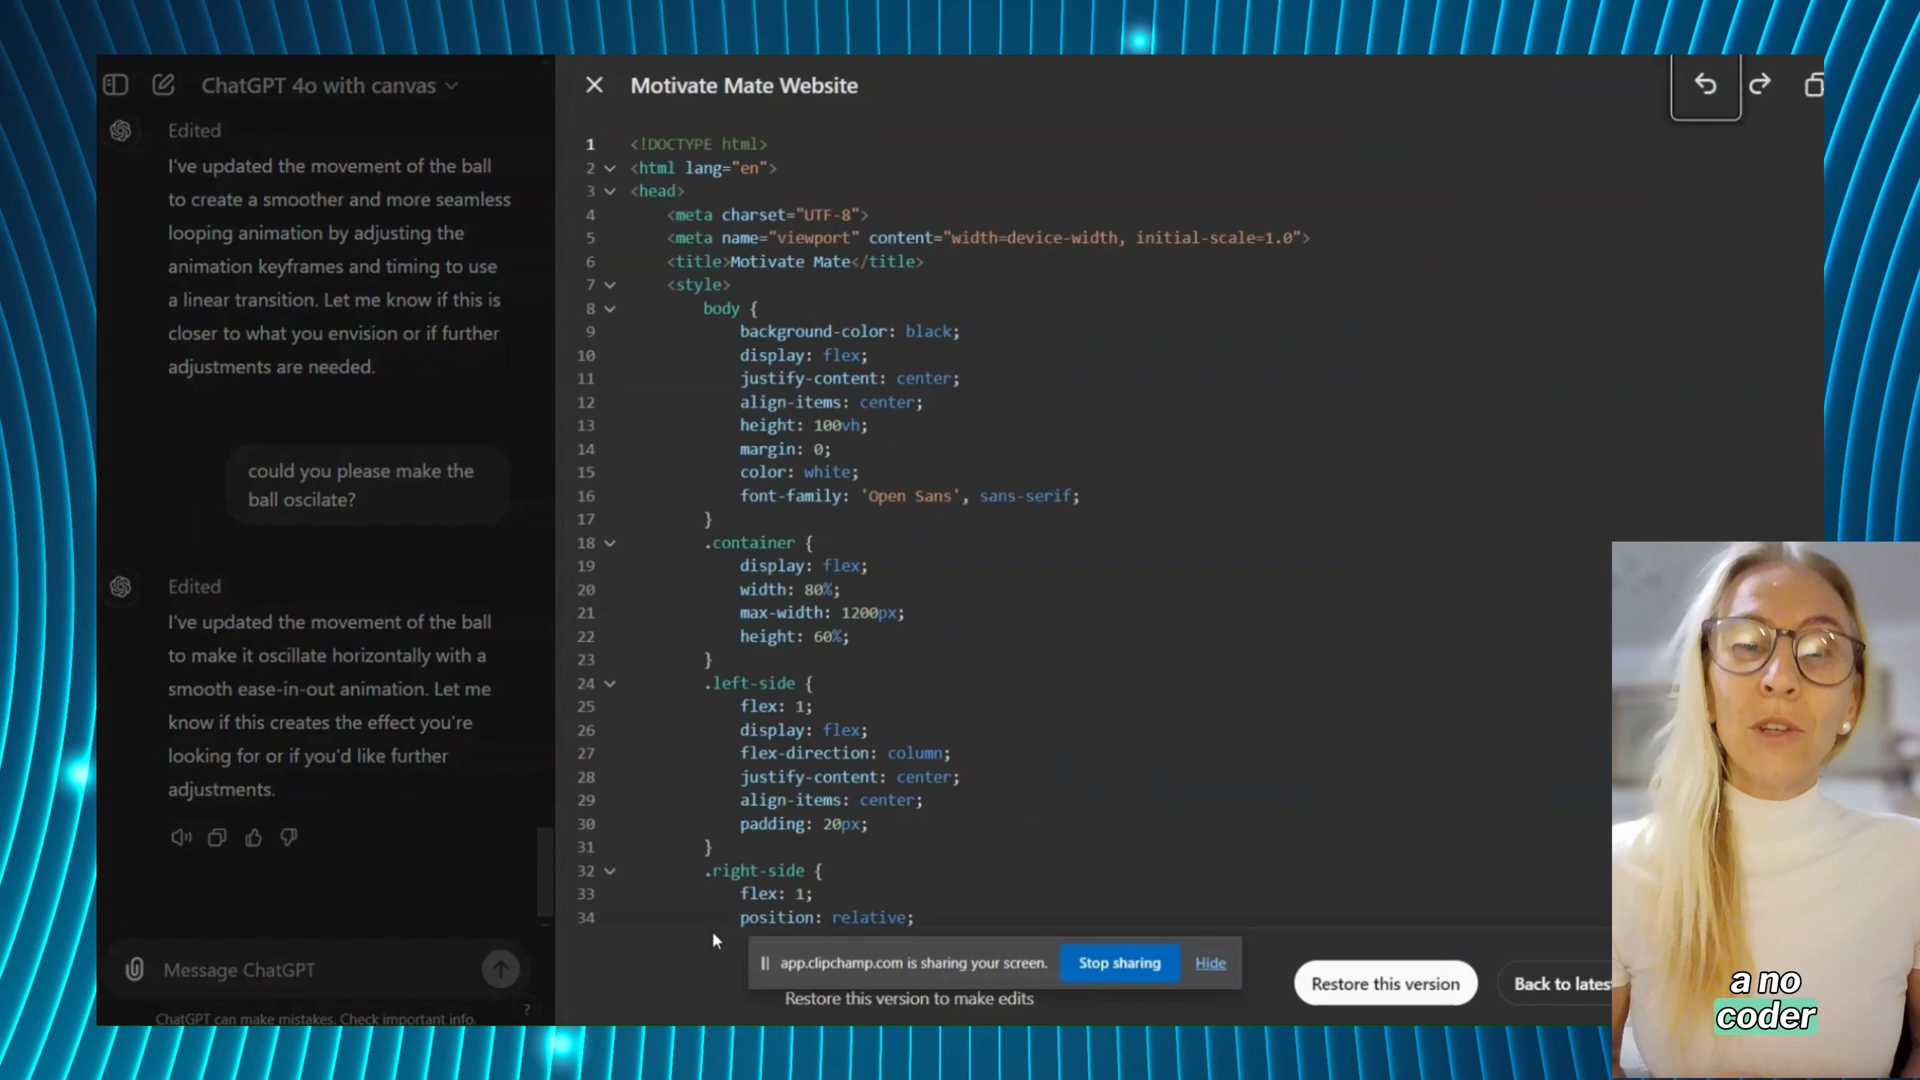 ChatGPT 4o with canvas
Edited
I've updated the movement of the ball
to create a smoother and more seamless
looping animation by adjusting the
animation keyframes and timing to use
a linear transition. Let me know if this is
closer to what you envision or if further
adjustments are needed.
could you please make the
ball oscilate?
Edited
I've updated the movement of the ball
to make it oscillate horizontally with a
smooth ease-in-out animation. Let me
know if this creates the effect you're
looking for or if you'd like further
adjustments.
Message ChatGPT
ChatGPT can make mistakes. Check important info.
?
Motivate Mate Website
1 <!DOCTYPE html>
2 <html lang="en">
3 <head>
4 <meta charset="UTF-8">
5 <meta name="viewport" content="width=device-width, initial-scale=1.0">
6 <title>Motivate Mate</title>
7 <style>
8 body {
9 background-color: black;
10 display: flex;
11 justify-content: center;
12 align-items: center;
13 height: 100vh;
14 margin: 0;
15 color: white;
16 font-family: 'Open Sans', sans-serif;
17 }
18 .container {
19 display: flex;
20 width: 80%;
21 max-width: 1200px;
22 height: 60%;
23 }
24 .left-side {
25 flex: 1;
26 display: flex;
27 flex-direction: column;
28 justify-content: center;
29 align-items: center;
30 padding: 20px;
31 }
32 .right-side {
33 flex: 1;
34 position: relative;
app.clipchamp.com is sharing your screen.
Stop sharing
Hide
Restore this version to make edits
Restore this version
Back to lates
a no
coder